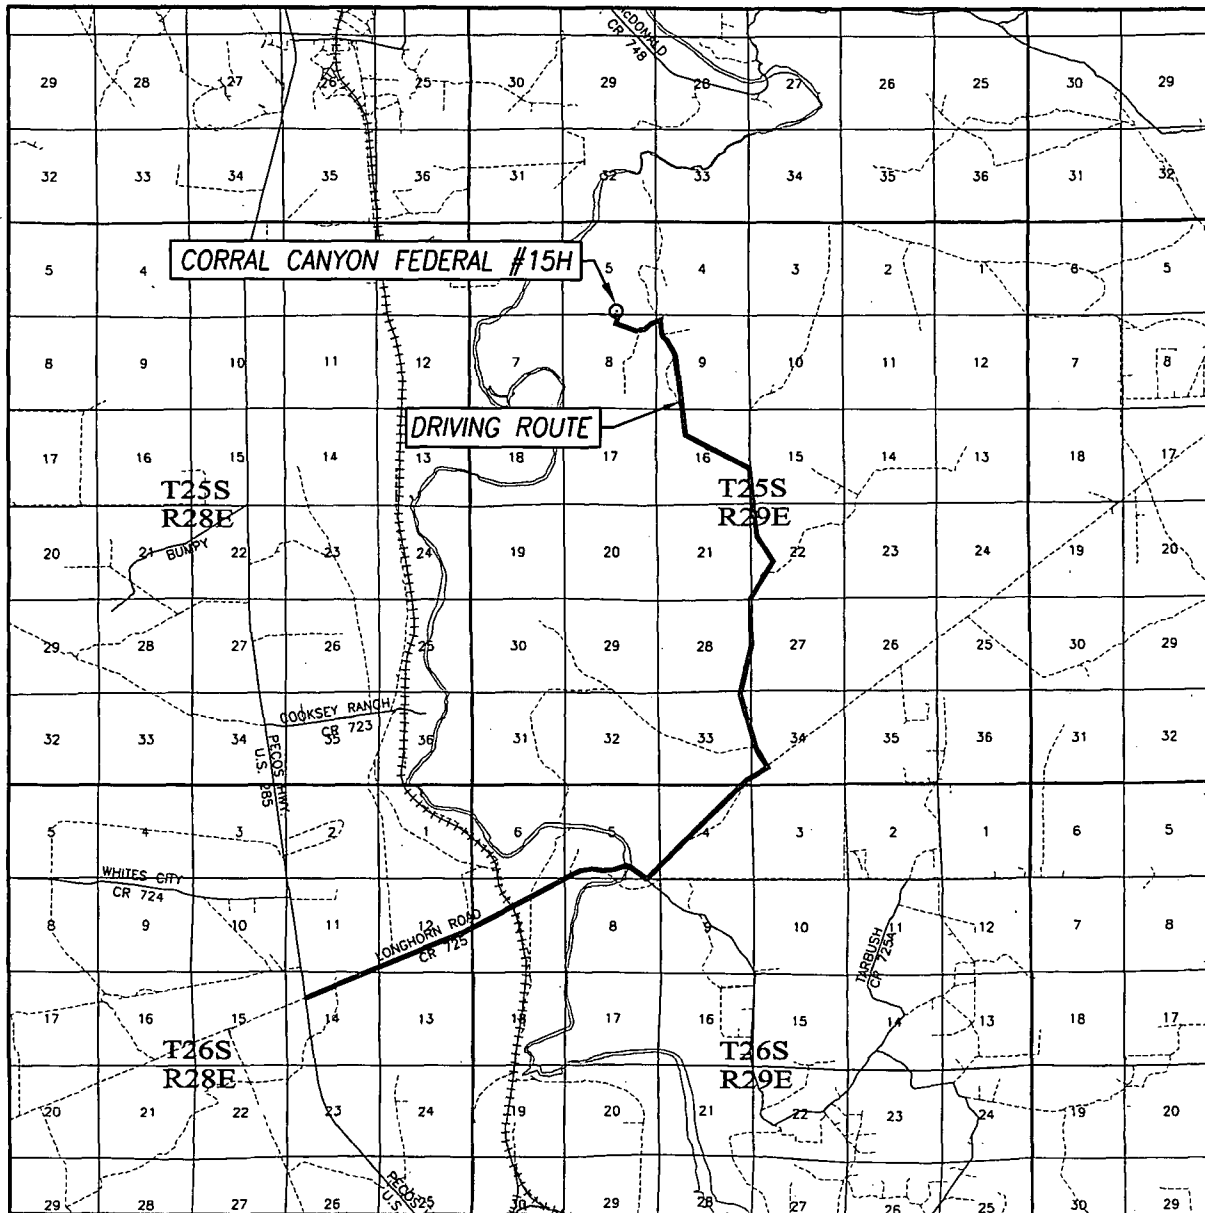 McDONALD
CR 748
29 28 27 26 25 30 29 28 27 26 25 30 29
32 33 34 35 36 31 32 33 34 35 36 31 32
CORRAL CANYON FEDERAL #15H
5 4 5 4 3 2 1 6 5
8 9 10 11 12 7 8 9 10 11 12 7 8
DRIVING ROUTE
17 16 15 14 13 18 17 16 15 14 13 18 17
T25S
R28E
T25S
R29E
20 21 22 23 24 19 20 21 22 23 24 19 20
BUMPY
29 28 27 26 25 30 29 28 27 26 25 30 29
COOKSEY RANCH
CR 723
32 33 34 35 36 31 32 33 34 35 36 31 32
PECOS HWY.
U.S. 285
5 4 3 2 1 6 5 4 3 2 1 6 5
WHITES CITY
CR 724
8 9 10 11 12 8 9 10 11 12 7 8
LONGHORN ROAD
CR 725
TARBUSH
CR 725A
17 16 15 14 13 18 17 16 15 14 13 18 17
T26S
R28E
T26S
R29E
20 21 22 23 24 19 20 21 22 23 24 19 20
PECOS
U.S.
29 28 27 26 25 30 29 28 27 26 25 30 29